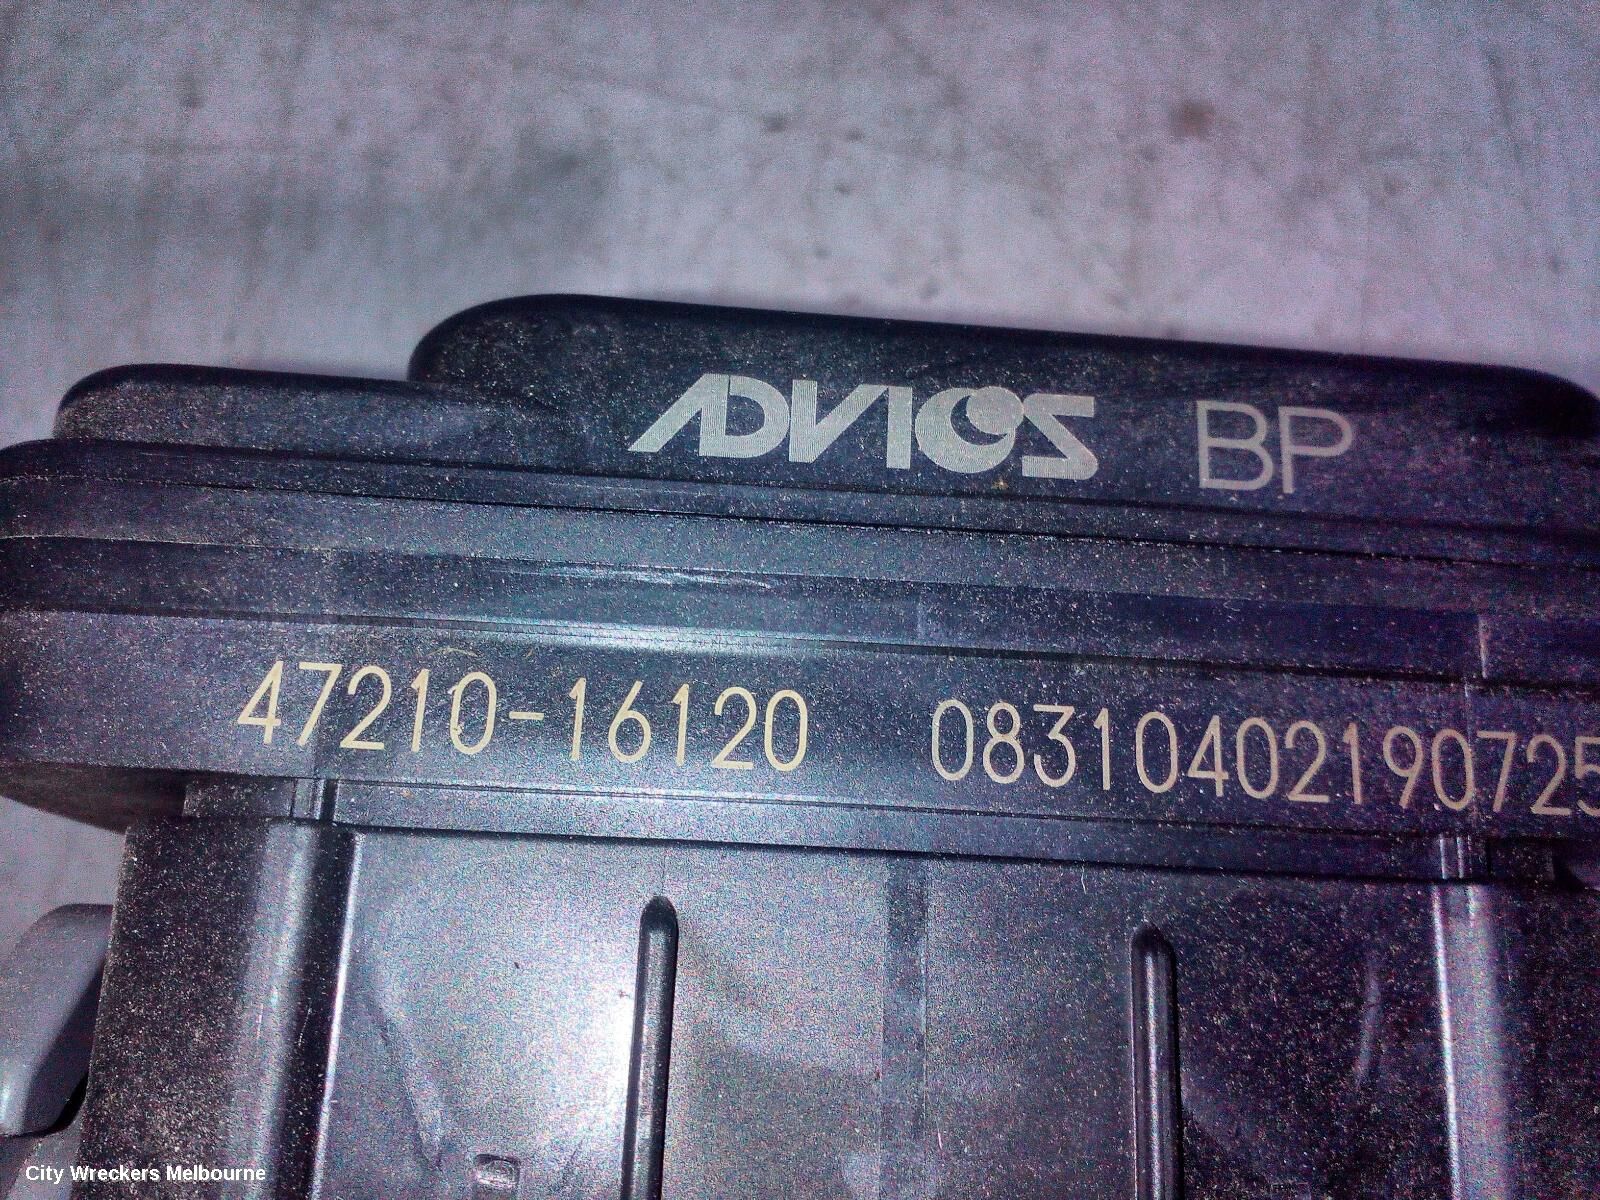 ADVICS BP
47210-16120 08310402190725
City Wreckers Melbourne